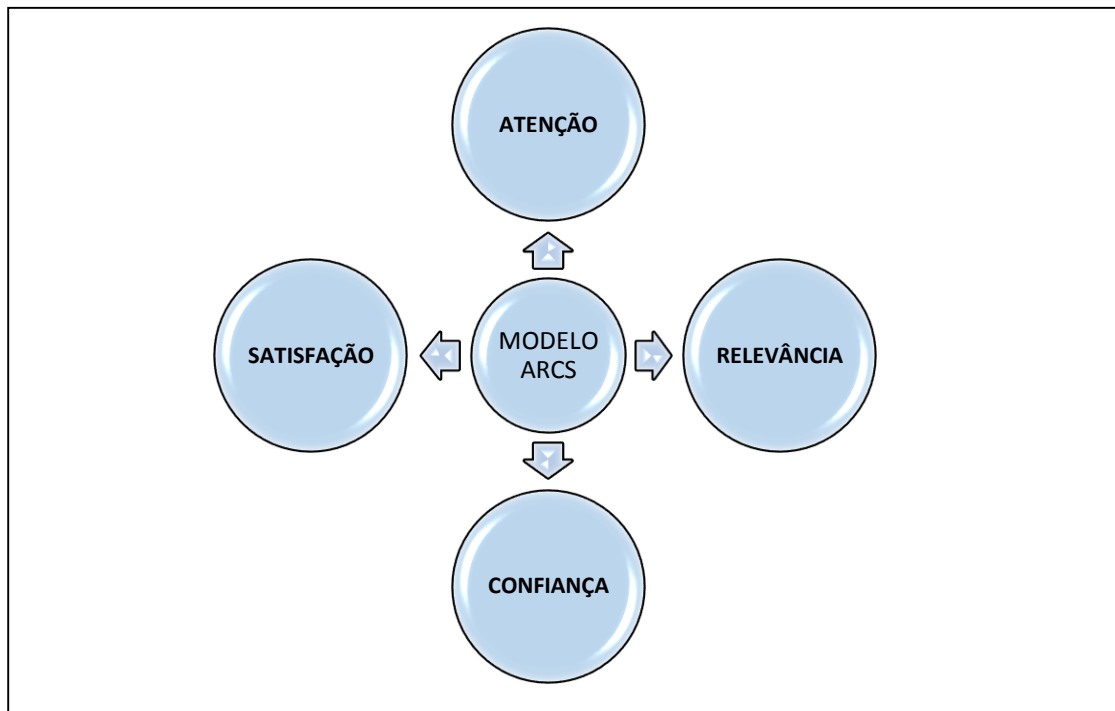 ATENÇÃO
SATISFAÇÃO
MODELO
ARCS
RELEVÂNCIA
CONFIANÇA